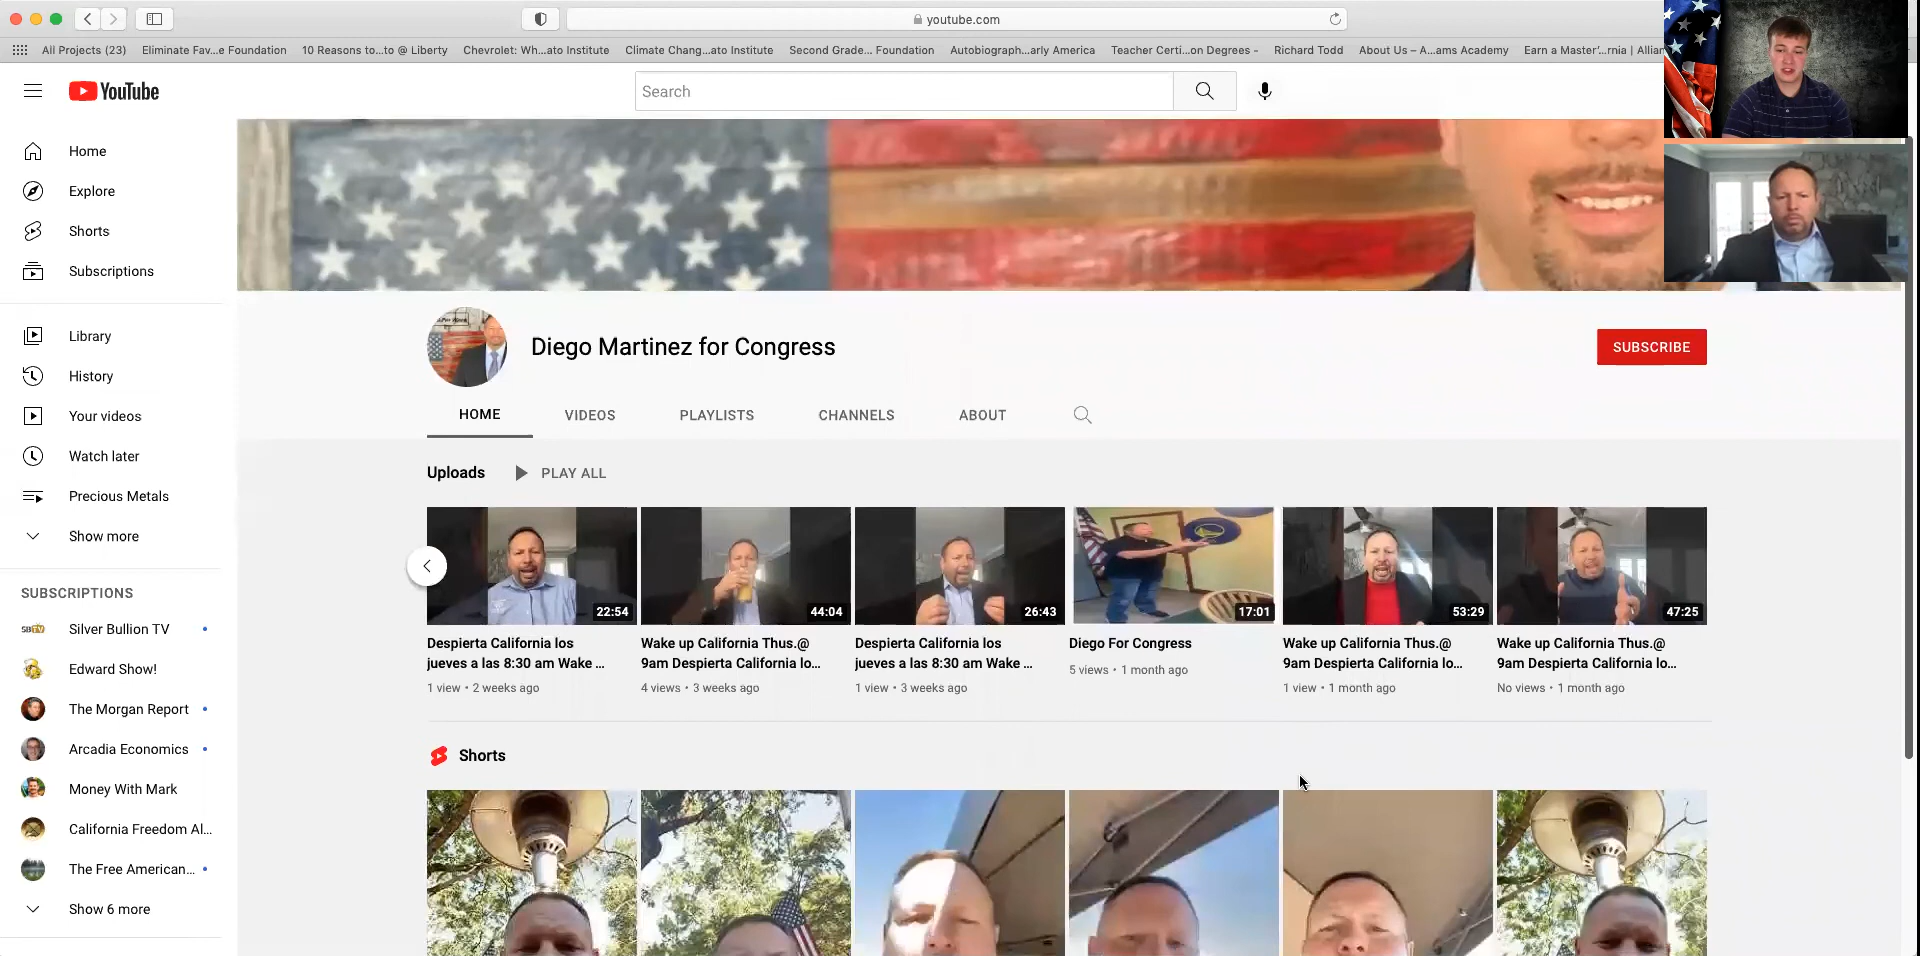 youtube.com
All Projects (23) Eliminate Fav...e Foundation 10 Reasons to...to @ Liberty Chevrolet: Wh...ato Institute Climate Chang...ato Institute Second Grade... Foundation Autobiograph...arly America Teacher Certi...on Degrees - Richard Todd About Us – A...ams Academy Earn a Master'...rnia | Allian
YouTube
Search
Home
Explore
Shorts
Subscriptions
Library
History
Your videos
Watch later
Precious Metals
Show more
SUBSCRIPTIONS
Silver Bullion TV
Edward Show!
The Morgan Report
Arcadia Economics
Money With Mark
California Freedom Al...
The Free American...
Show 6 more
Diego Martinez for Congress
SUBSCRIBE
HOME VIDEOS PLAYLISTS CHANNELS ABOUT
Uploads PLAY ALL
22:54 44:04 26:43 17:01 53:29 47:25
Despierta California los
jueves a las 8:30 am Wake ...
1 view • 2 weeks ago
Wake up California Thus.@
9am Despierta California lo...
4 views • 3 weeks ago
Despierta California los
jueves a las 8:30 am Wake ...
1 view • 3 weeks ago
Diego For Congress
5 views • 1 month ago
Wake up California Thus.@
9am Despierta California lo...
1 view • 1 month ago
Wake up California Thus.@
9am Despierta California lo...
No views • 1 month ago
Shorts